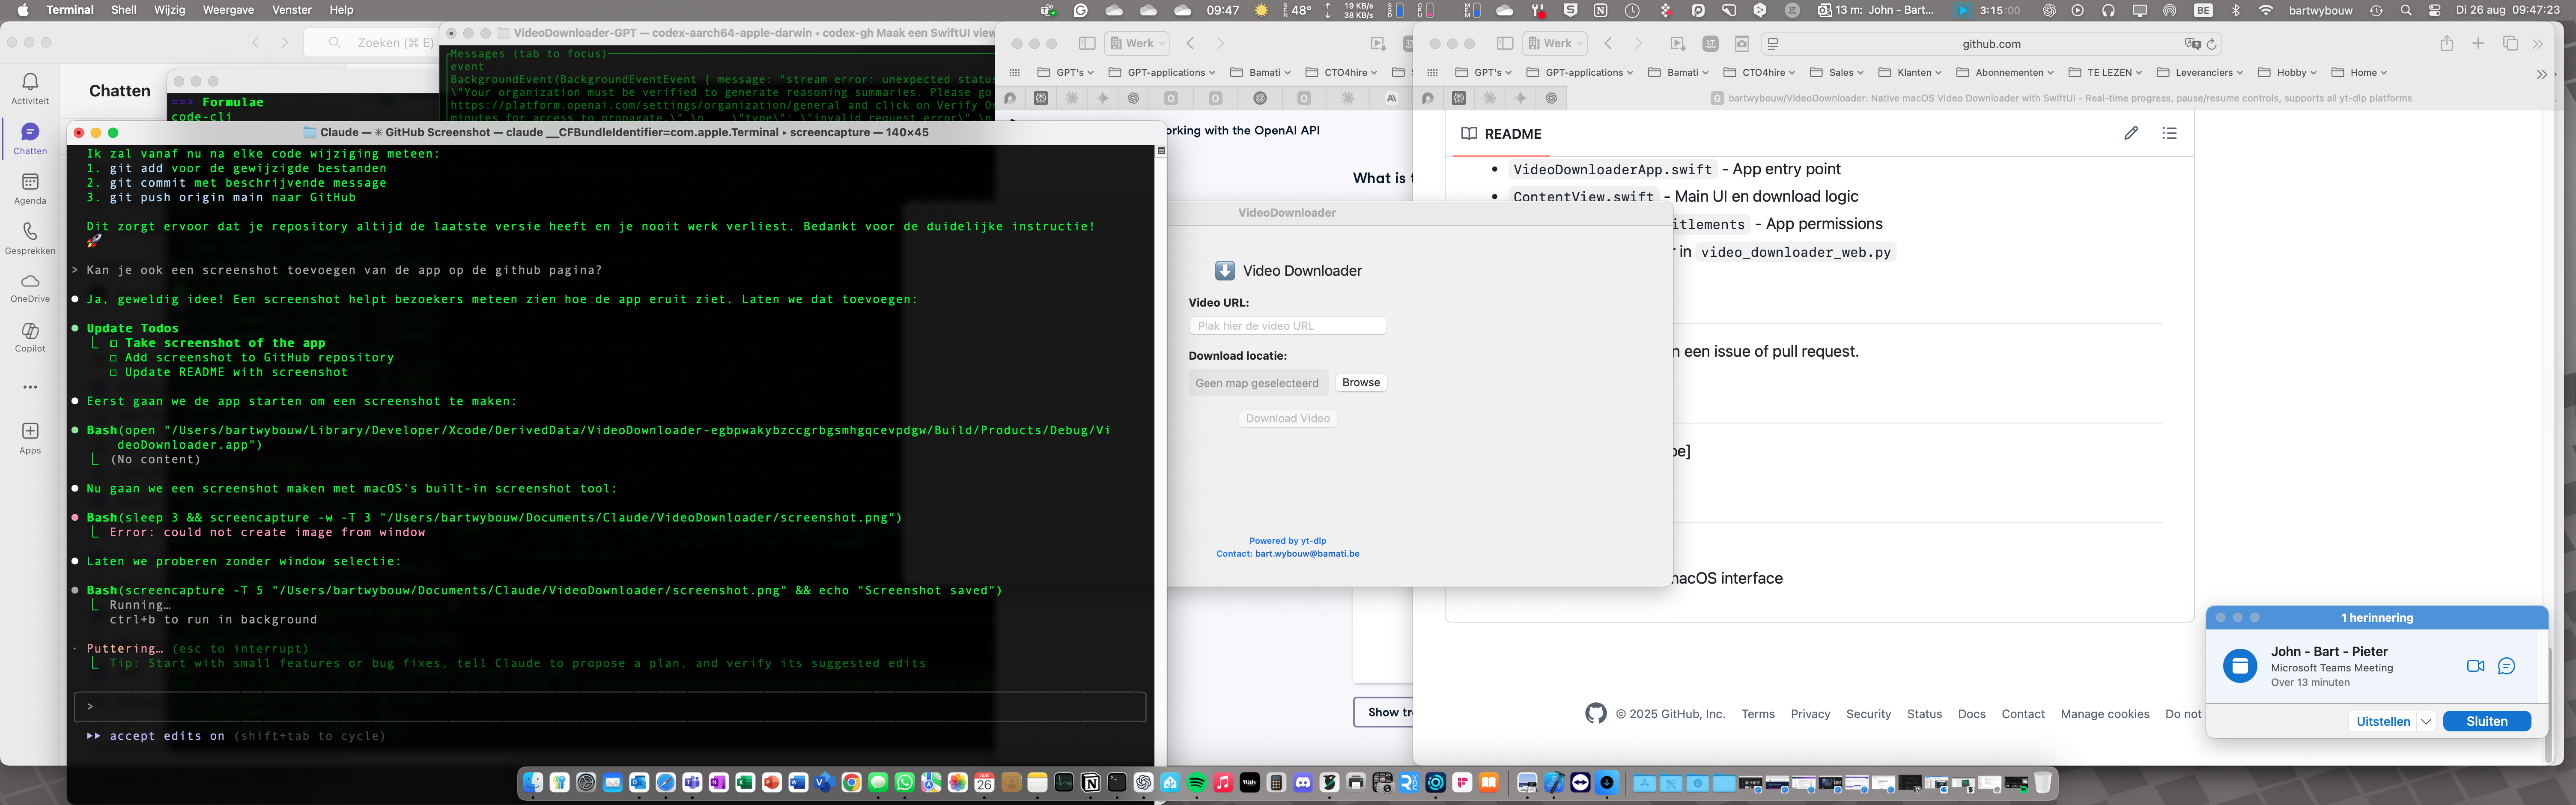 Terminal Shell Wijzig Weergave Venster Help
09:47 48° 19 KB/s 38 KB/s 13 m: John - Bart... 3:15:00 BE bartwybouw Di 26 aug 09:47:23
Zoeken (⌘ E)
Chatten
Activiteit
Chatten
Agenda
Gesprekken
OneDrive
Copilot
Apps
==> Formulae
code-cli
VideoDownloader-GPT — codex-aarch64-apple-darwin ◂ codex-gh Maak een SwiftUI view
Messages (tab to focus)
event
BackgroundEvent(BackgroundEventEvent { message: "stream error: unexpected status
\"Your organization must be verified to generate reasoning summaries. Please go
https://platform.openai.com/settings/organization/general and click on Verify Or
Claude — ✳ GitHub Screenshot — claude __CFBundleIdentifier=com.apple.Terminal ▸ screencapture — 140×45
Ik zal vanaf nu na elke code wijziging meteen:
1. git add voor de gewijzigde bestanden
2. git commit met beschrijvende message
3. git push origin main naar GitHub
Dit zorgt ervoor dat je repository altijd de laatste versie heeft en je nooit werk verliest. Bedankt voor de duidelijke instructie!
🚀
> Kan je ook een screenshot toevoegen van de app op de github pagina?
● Ja, geweldig idee! Een screenshot helpt bezoekers meteen zien hoe de app eruit ziet. Laten we dat toevoegen:
● Update Todos
⎿ ☐ Take screenshot of the app
☐ Add screenshot to GitHub repository
☐ Update README with screenshot
● Eerst gaan we de app starten om een screenshot te maken:
● Bash(open "/Users/bartwybouw/Library/Developer/Xcode/DerivedData/VideoDownloader-egbpwakybzccgrbgsmhgqcevpdgw/Build/Products/Debug/Vi
deoDownloader.app")
⎿ (No content)
● Nu gaan we een screenshot maken met macOS's built-in screenshot tool:
● Bash(sleep 3 && screencapture -w -T 3 "/Users/bartwybouw/Documents/Claude/VideoDownloader/screenshot.png")
⎿ Error: could not create image from window
● Laten we proberen zonder window selectie:
● Bash(screencapture -T 5 "/Users/bartwybouw/Documents/Claude/VideoDownloader/screenshot.png" && echo "Screenshot saved")
⎿ Running…
ctrl+b to run in background
· Puttering… (esc to interrupt)
⎿ Tip: Start with small features or bug fixes, tell Claude to propose a plan, and verify its suggested edits
>
⏵⏵ accept edits on (shift+tab to cycle)
Werk
GPT's GPT-applications Bamati CTO4hire
orking with the OpenAI API
What is t
Show tr
VideoDownloader
Video Downloader
Video URL:
Plak hier de video URL
Download locatie:
Geen map geselecteerd Browse
Download Video
Powered by yt-dlp
Contact: bart.wybouw@bamati.be
Werk github.com
GPT's GPT-applications Bamati CTO4hire Sales Klanten Abonnementen TE LEZEN Leveranciers Hobby Home
bartwybouw/VideoDownloader: Native macOS Video Downloader with SwiftUI - Real-time progress, pause/resume controls, supports all yt-dlp platforms
README
• VideoDownloaderApp.swift - App entry point
• ContentView.swift - Main UI en download logic
itlements - App permissions
r in video_downloader_web.py
n een issue of pull request.
be]
macOS interface
© 2025 GitHub, Inc. Terms Privacy Security Status Docs Contact Manage cookies Do not
1 herinnering
John - Bart - Pieter
Microsoft Teams Meeting
Over 13 minuten
Uitstellen Sluiten